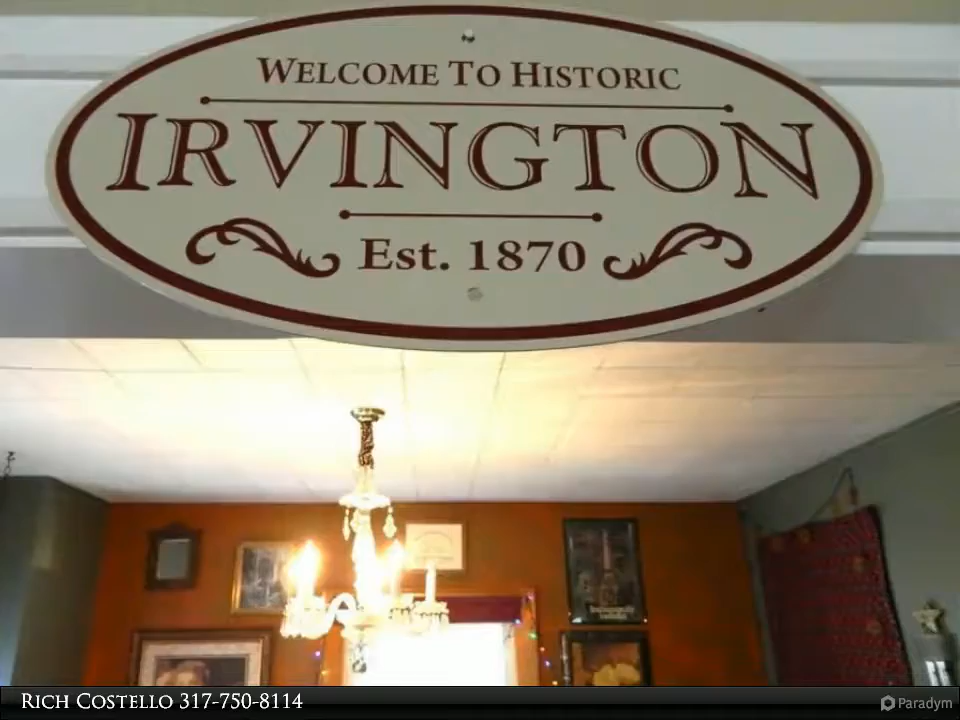 WELCOME TO HISTORIC
IRVINGTON
Est. 1870
RICH COSTELLO 317-750-8114
Paradym